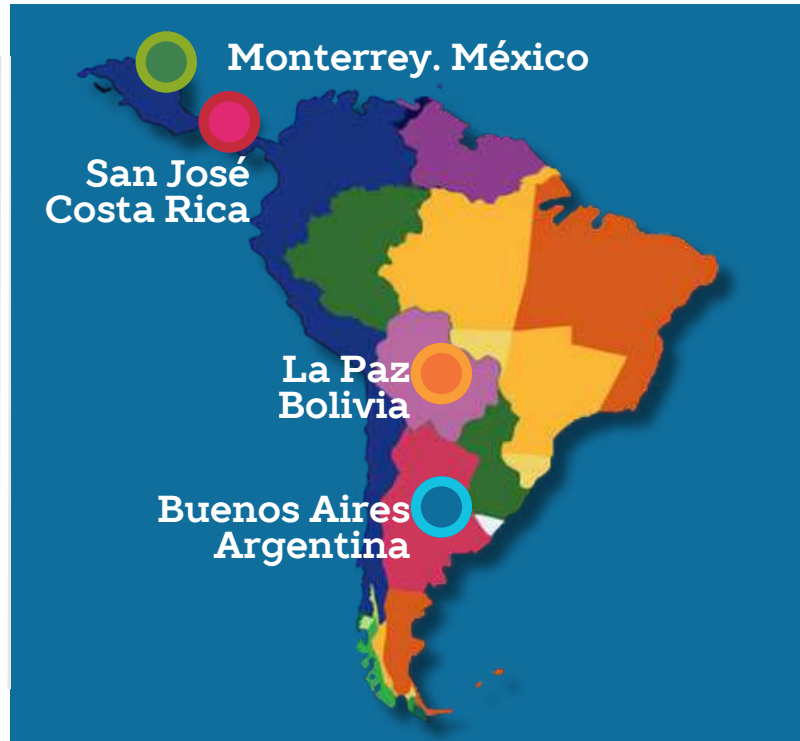 Monterrey. México
San José
Costa Rica
La Paz
Bolivia
Buenos Aires
Argentina